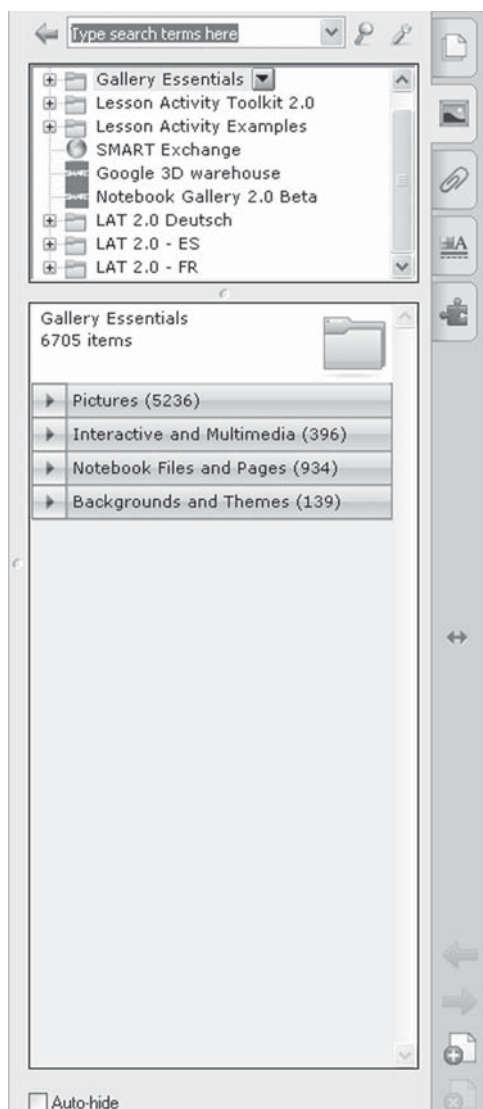 Type search terms here
Gallery Essentials
Lesson Activity Toolkit 2.0
Lesson Activity Examples
SMART Exchange
Google 3D warehouse
Notebook Gallery 2.0 Beta
LAT 2.0 Deutsch
LAT 2.0 - ES
LAT 2.0 - FR
Gallery Essentials
6705 items
Pictures (5236)
Interactive and Multimedia (396)
Notebook Files and Pages (934)
Backgrounds and Themes (139)
A
Auto-hide